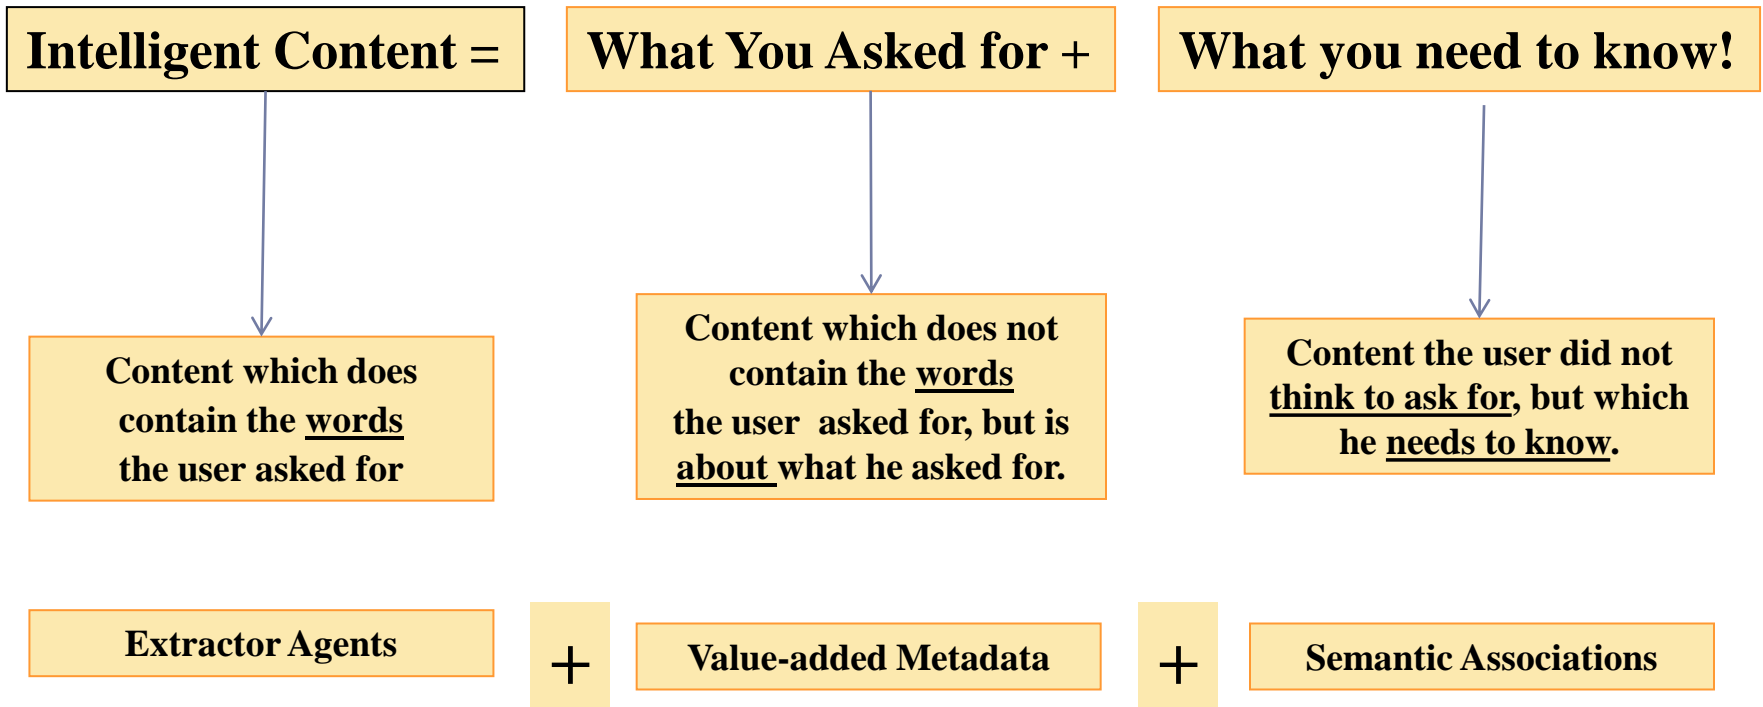 Intelligent Content =
What You Asked for +
What you need to know!
Content which does
contain the words
the user asked for
Content which does not
contain the words
the user  asked for, but is
about what he asked for.
Content the user did not
think to ask for, but which
he needs to know.
Extractor Agents
+
Value-added Metadata
+
Semantic Associations